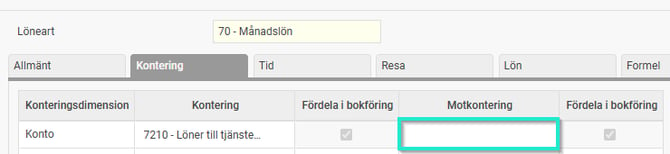 Löneart 70 - Månadslön
Allmänt Kontering Tid Resa Lön Formel
Konteringsdimension Kontering Fördela i bokföring Motkontering Fördela i bokföring
Konto 7210 - Löner till tjänste...